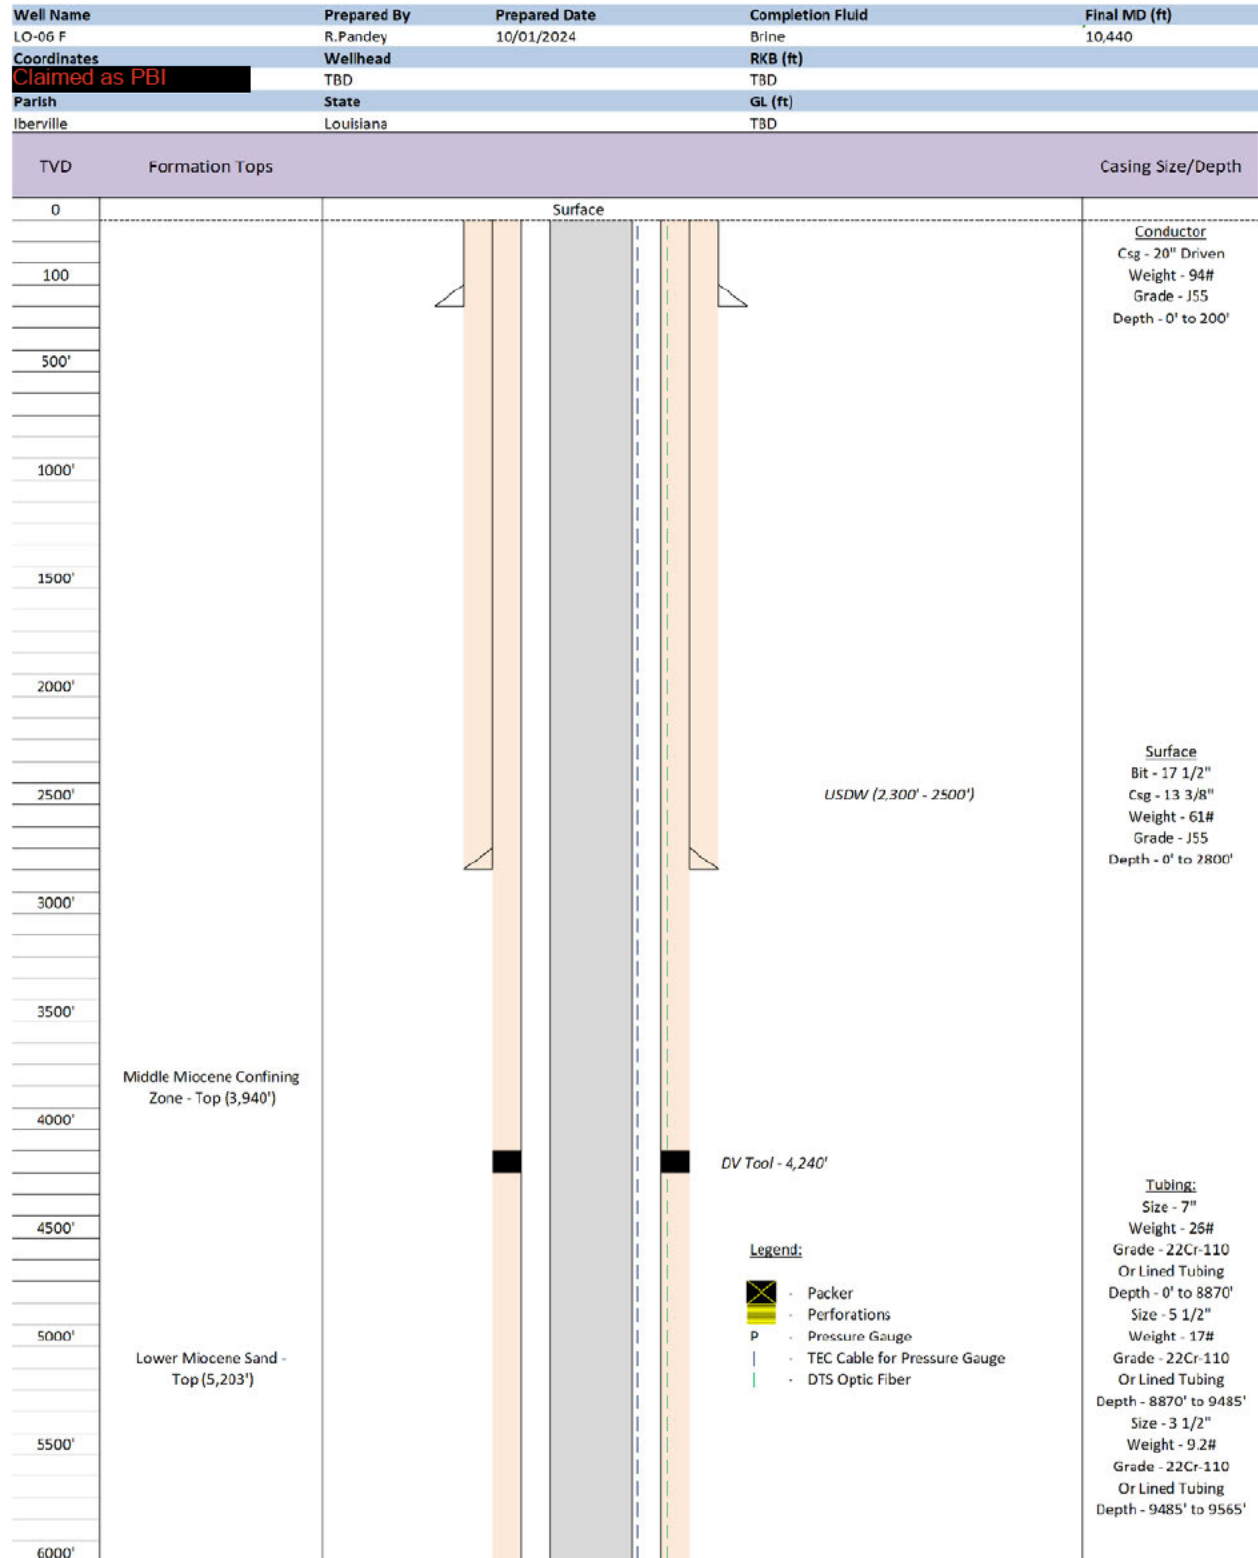 Well Name Prepared By Prepared Date Completion Fluid Final MD (ft)
LO-06 F R.Pandey 10/01/2024 Brine 10,440
Coordinates Wellhead RKB (ft)
Claimed as PBI TBD TBD
Parish State GL (ft)
Iberville Louisiana TBD
TVD Formation Tops Casing Size/Depth
0 Surface
Conductor
Csg - 20" Driven
100 Weight - 94#
Grade - J55
Depth - 0' to 200'
500'
1000'
1500'
2000'
Surface
Bit - 17 1/2"
2500' USDW (2,300' - 2500') Csg - 13 3/8"
Weight - 61#
Grade - J55
Depth - 0' to 2800'
3000'
3500'
Middle Miocene Confining
Zone - Top (3,940')
4000'
DV Tool - 4,240'
Tubing:
Size - 7"
4500' Weight - 26#
Legend: Grade - 22Cr-110
Or Lined Tubing
- Packer Depth - 0' to 8870'
- Perforations Size - 5 1/2"
5000' P - Pressure Gauge Weight - 17#
Lower Miocene Sand - - TEC Cable for Pressure Gauge Grade - 22Cr-110
Top (5,203') - DTS Optic Fiber Or Lined Tubing
Depth - 8870' to 9485'
Size - 3 1/2"
5500' Weight - 9.2#
Grade - 22Cr-110
Or Lined Tubing
Depth - 9485' to 9565'
6000'